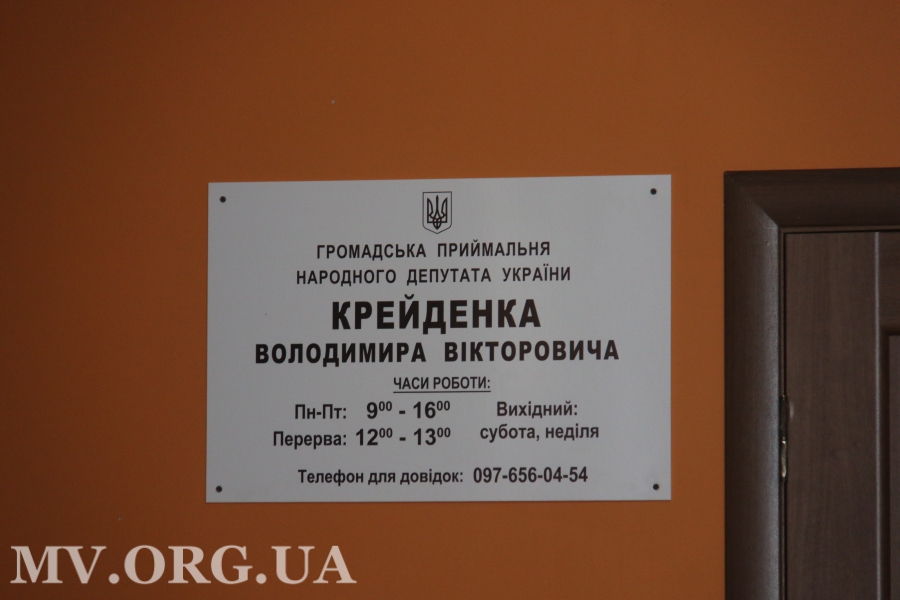 ГРОМАДСЬКА ПРИЙМАЛЬНЯ
НАРОДНОГО ДЕПУТАТА УКРАЇНИ
КРЕЙДЕНКА
ВОЛОДИМИРА ВІКТОРОВИЧА
ЧАСИ РОБОТИ:
Пн-Пт: 9⁰⁰ - 16⁰⁰
Перерва: 12⁰⁰ - 13⁰⁰
Вихідний:
субота, неділя
Телефон для довідок: 097-656-04-54
MV.ORG.UA